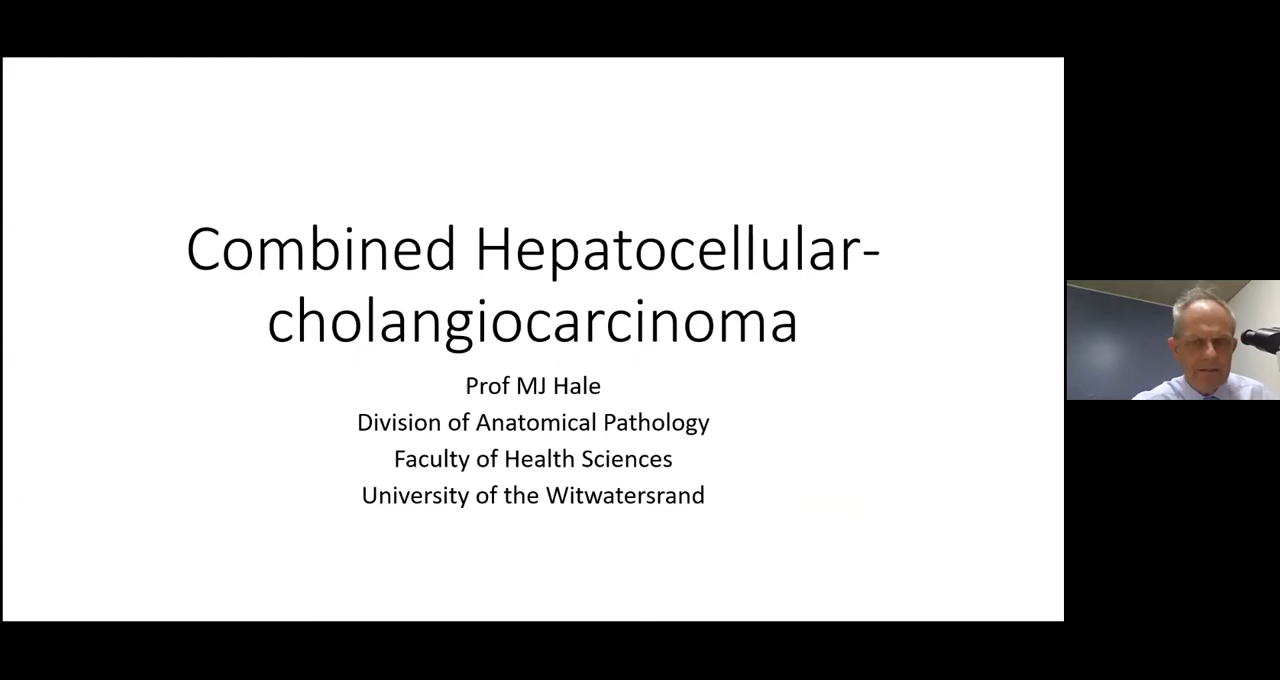 Combined Hepatocellular-
cholangiocarcinoma
Prof MJ Hale
Division of Anatomical Pathology
Faculty of Health Sciences
University of the Witwatersrand